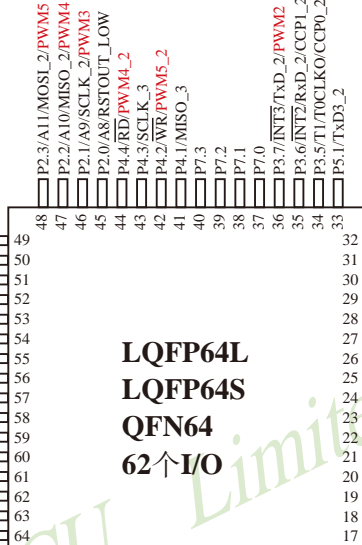 P2.3/A11/MOSI_2/PWM5
P2.2/A10/MISO_2/PWM4
P2.1/A9/SCLK_2/PWM3
P2.0/A8/RSTOUT_LOW
P4.4/RD/PWM4_2
P4.3/SCLK_3
P4.2/WR/PWM5_2
P4.1/MISO_3
P7.3
P7.2
P7.1
P7.0
P3.7/INT3/TxD_2/PWM2
P3.6/INT2/RxD_2/CCP1_2
P3.5/T1/T0CLKO/CCP0_2
P5.1/TxD3_2
48
47
46
45
44
43
42
41
40
39
38
37
36
35
34
33
49
50
51
52
53
54
55
56
57
58
59
60
61
62
63
64
LQFP64L
LQFP64S
QFN64
62个I/O
32
31
30
29
28
27
26
25
24
23
22
21
20
19
18
17
Limite